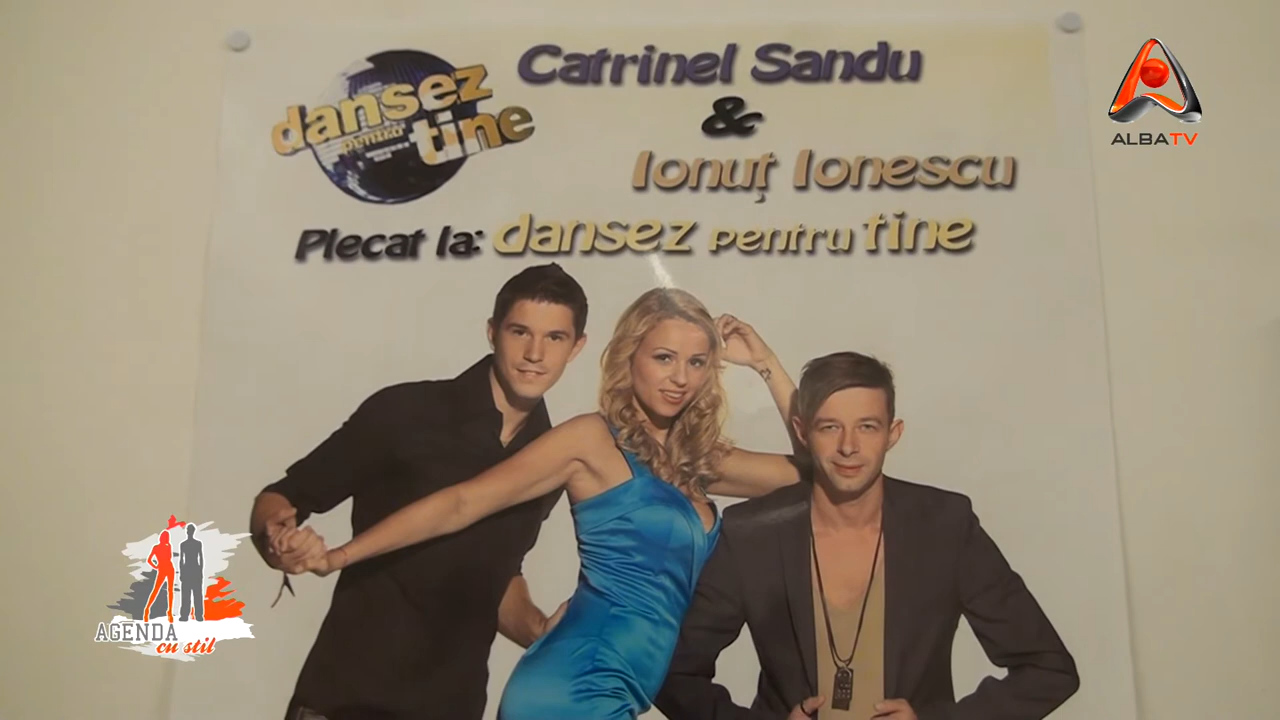 dansez
pentru
tine
Catrinel Sandu
&
Ionuț Ionescu
Plecat la: dansez pentru tine
ALBATV
AGENDA
cu stil